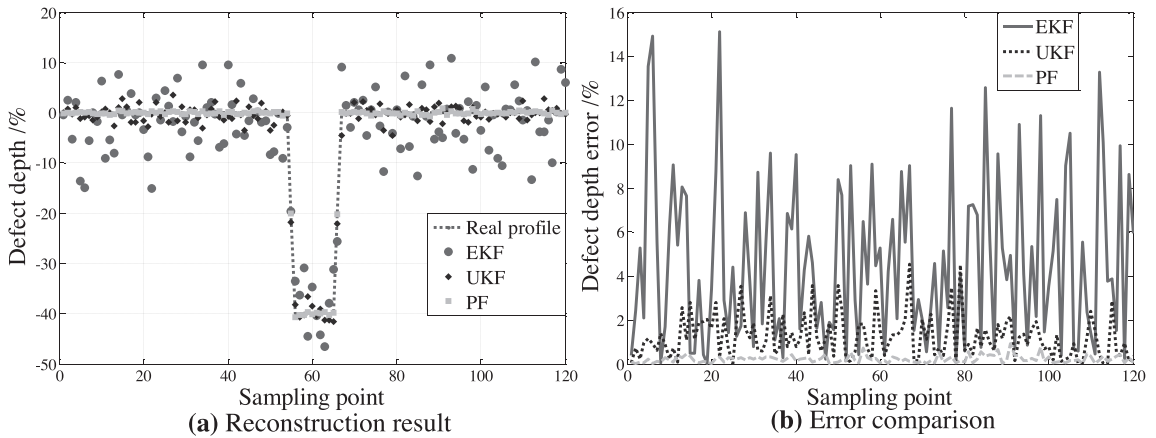 20
10
0
-10
-20
-30
-40
-50
Defect depth /%
Real profile
EKF
UKF
PF
0 20 40 60 80 100 120
Sampling point
(a) Reconstruction result
16
14
12
10
8
6
4
2
0
Defect depth error /%
EKF
UKF
PF
0 20 40 60 80 100 120
Sampling point
(b) Error comparison